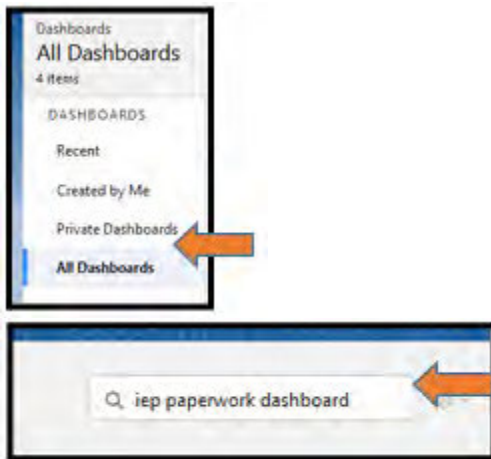 Dashboards
All Dashboards
4 items
DASHBOARDS
Recent
Created by Me
Private Dashboards
All Dashboards
iep paperwork dashboard